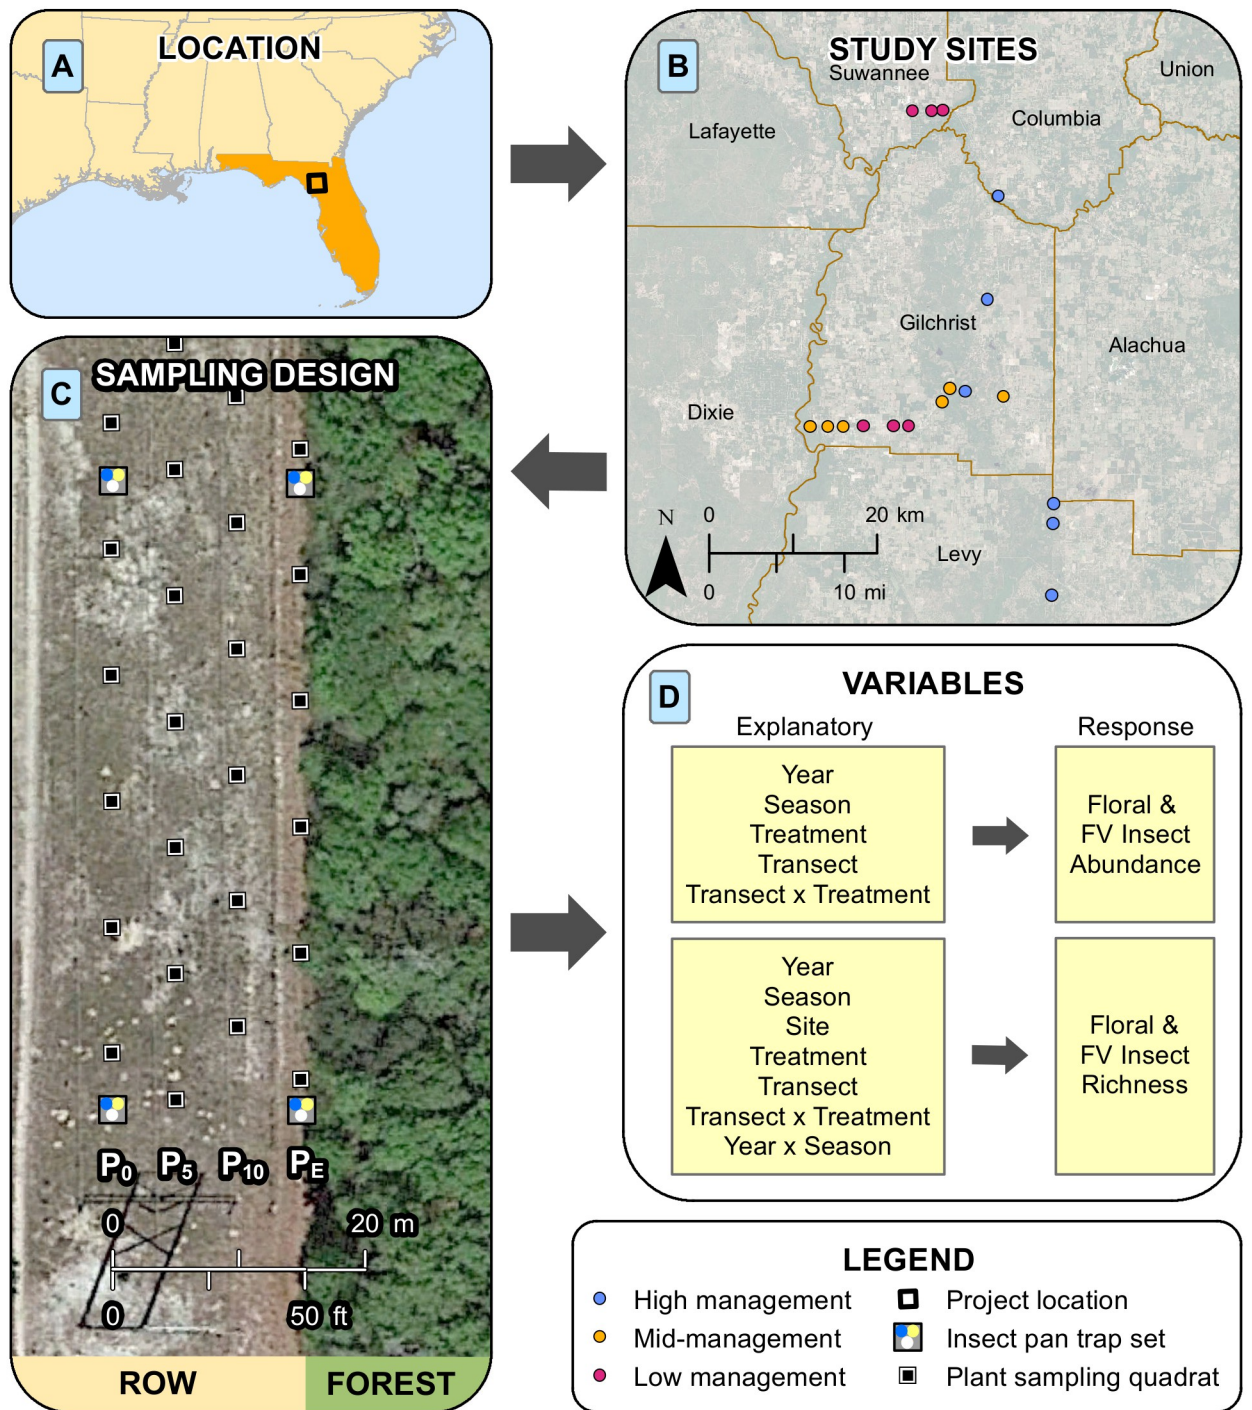 A
LOCATION
B
STUDY SITES
Suwannee
Union
Lafayette
Columbia
Gilchrist
Alachua
Dixie
Levy
N
0 20 km
0 10 mi
C
SAMPLING DESIGN
P0 P5 P10 PE
0 20 m
0 50 ft
ROW FOREST
D
VARIABLES
Explanatory Response
Year
Season
Treatment
Transect
Transect x Treatment
Floral &
FV Insect
Abundance
Year
Season
Site
Treatment
Transect
Transect x Treatment
Year x Season
Floral &
FV Insect
Richness
LEGEND
High management
Mid-management
Low management
Project location
Insect pan trap set
Plant sampling quadrat